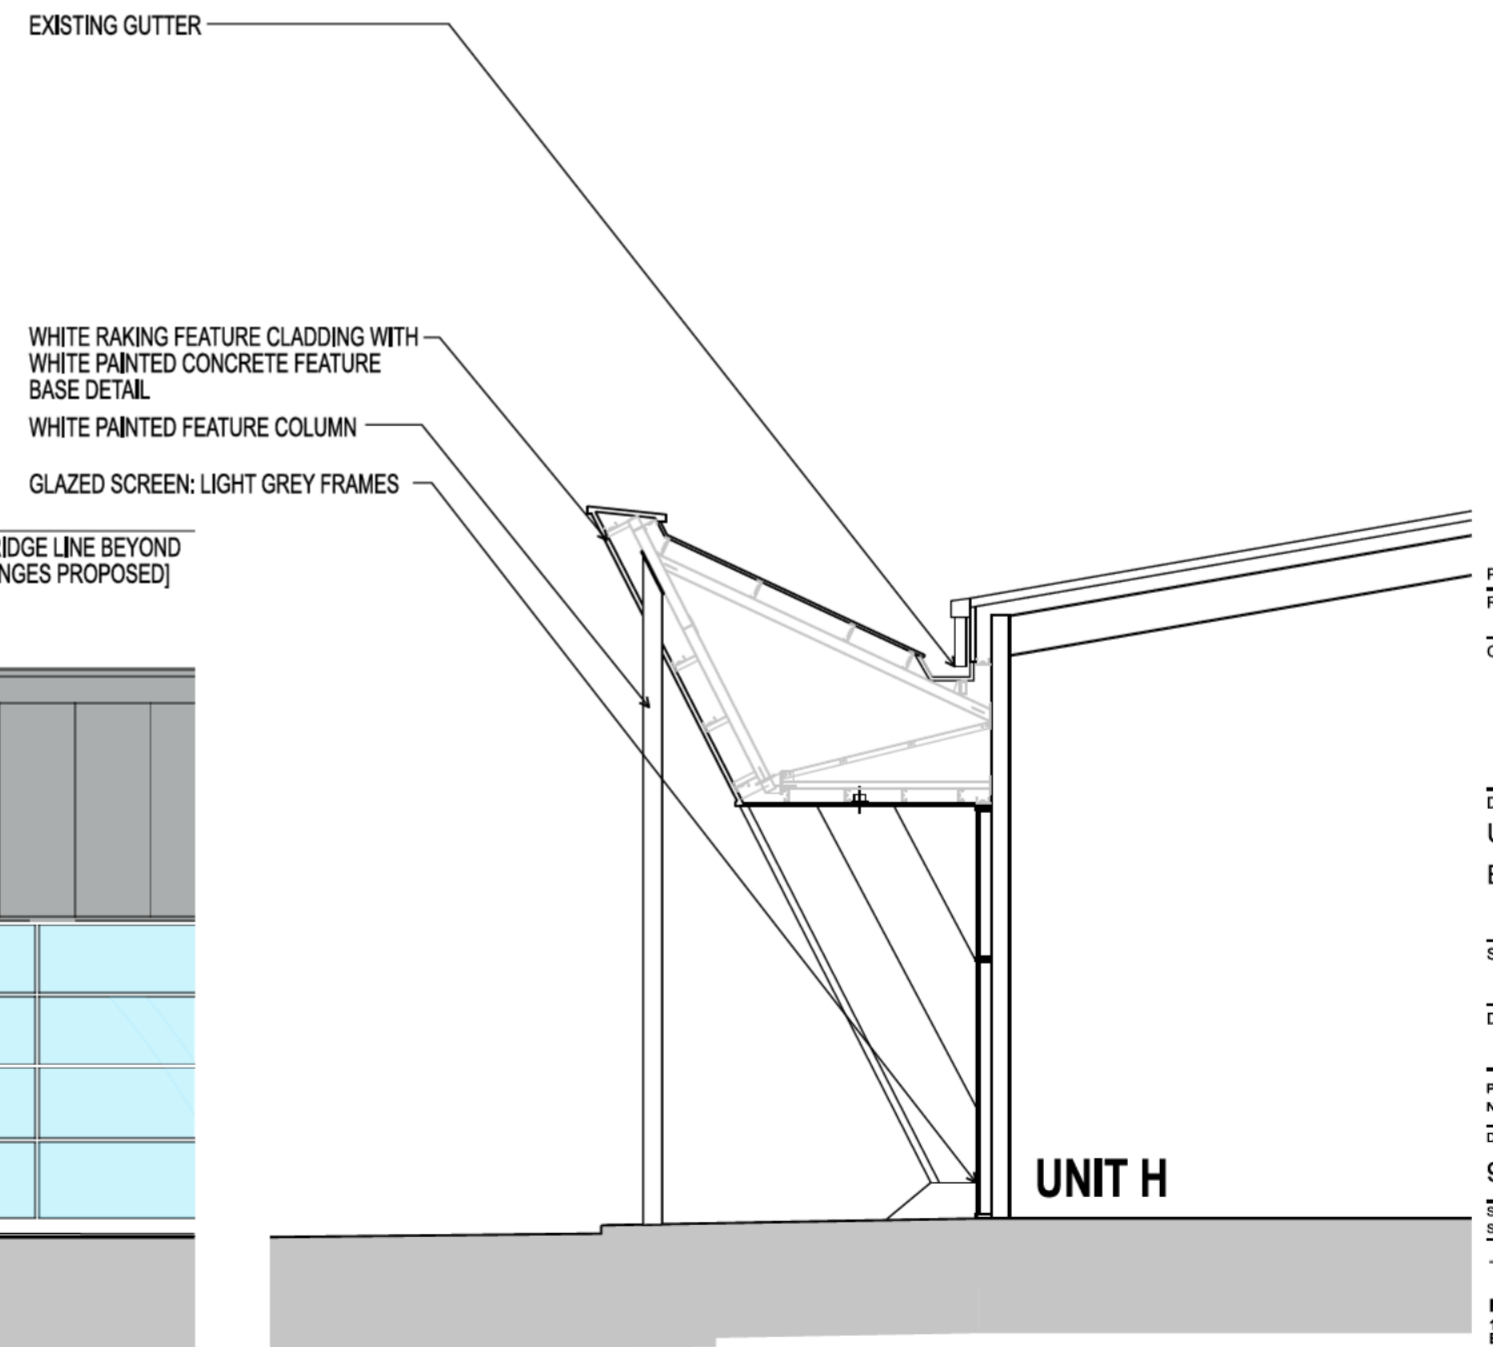 EXISTING GUTTER
WHITE RAKING FEATURE CLADDING WITH
WHITE PAINTED CONCRETE FEATURE
BASE DETAIL
WHITE PAINTED FEATURE COLUMN
GLAZED SCREEN: LIGHT GREY FRAMES
IDGE LINE BEYOND
NGES PROPOSED]
UNIT H